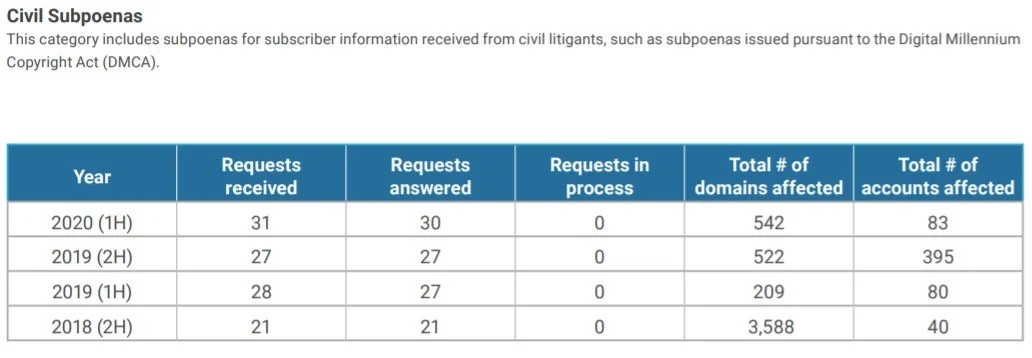 Civil Subpoenas
This category includes subpoenas for subscriber information received from civil litigants, such as subpoenas issued pursuant to the Digital Millennium
Copyright Act (DMCA).
Year Requests received Requests answered Requests in process Total # of domains affected Total # of accounts affected
2020 (1H) 31 30 0 542 83
2019 (2H) 27 27 0 522 395
2019 (1H) 28 27 0 209 80
2018 (2H) 21 21 0 3,588 40